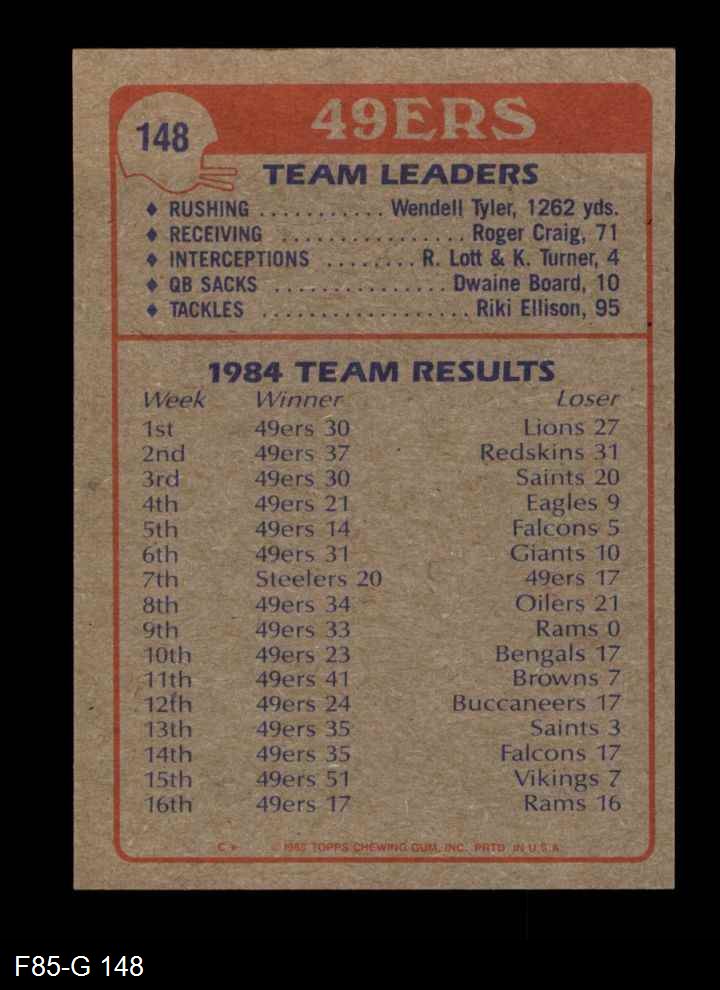 148
49ERS
TEAM LEADERS
♦ RUSHING ........... Wendell Tyler, 1262 yds.
♦ RECEIVING ................ Roger Craig, 71
♦ INTERCEPTIONS ........ R. Lott & K. Turner, 4
♦ QB SACKS ............... Dwaine Board, 10
♦ TACKLES .................. Riki Ellison, 95
1984 TEAM RESULTS
Week Winner Loser
1st 49ers 30 Lions 27
2nd 49ers 37 Redskins 31
3rd 49ers 30 Saints 20
4th 49ers 21 Eagles 9
5th 49ers 14 Falcons 5
6th 49ers 31 Giants 10
7th Steelers 20 49ers 17
8th 49ers 34 Oilers 21
9th 49ers 33 Rams 0
10th 49ers 23 Bengals 17
11th 49ers 41 Browns 7
12th 49ers 24 Buccaneers 17
13th 49ers 35 Saints 3
14th 49ers 35 Falcons 17
15th 49ers 51 Vikings 7
16th 49ers 17 Rams 16
C* © 1985 TOPPS CHEWING GUM, INC. PRTD. IN U.S.A.
F85-G 148